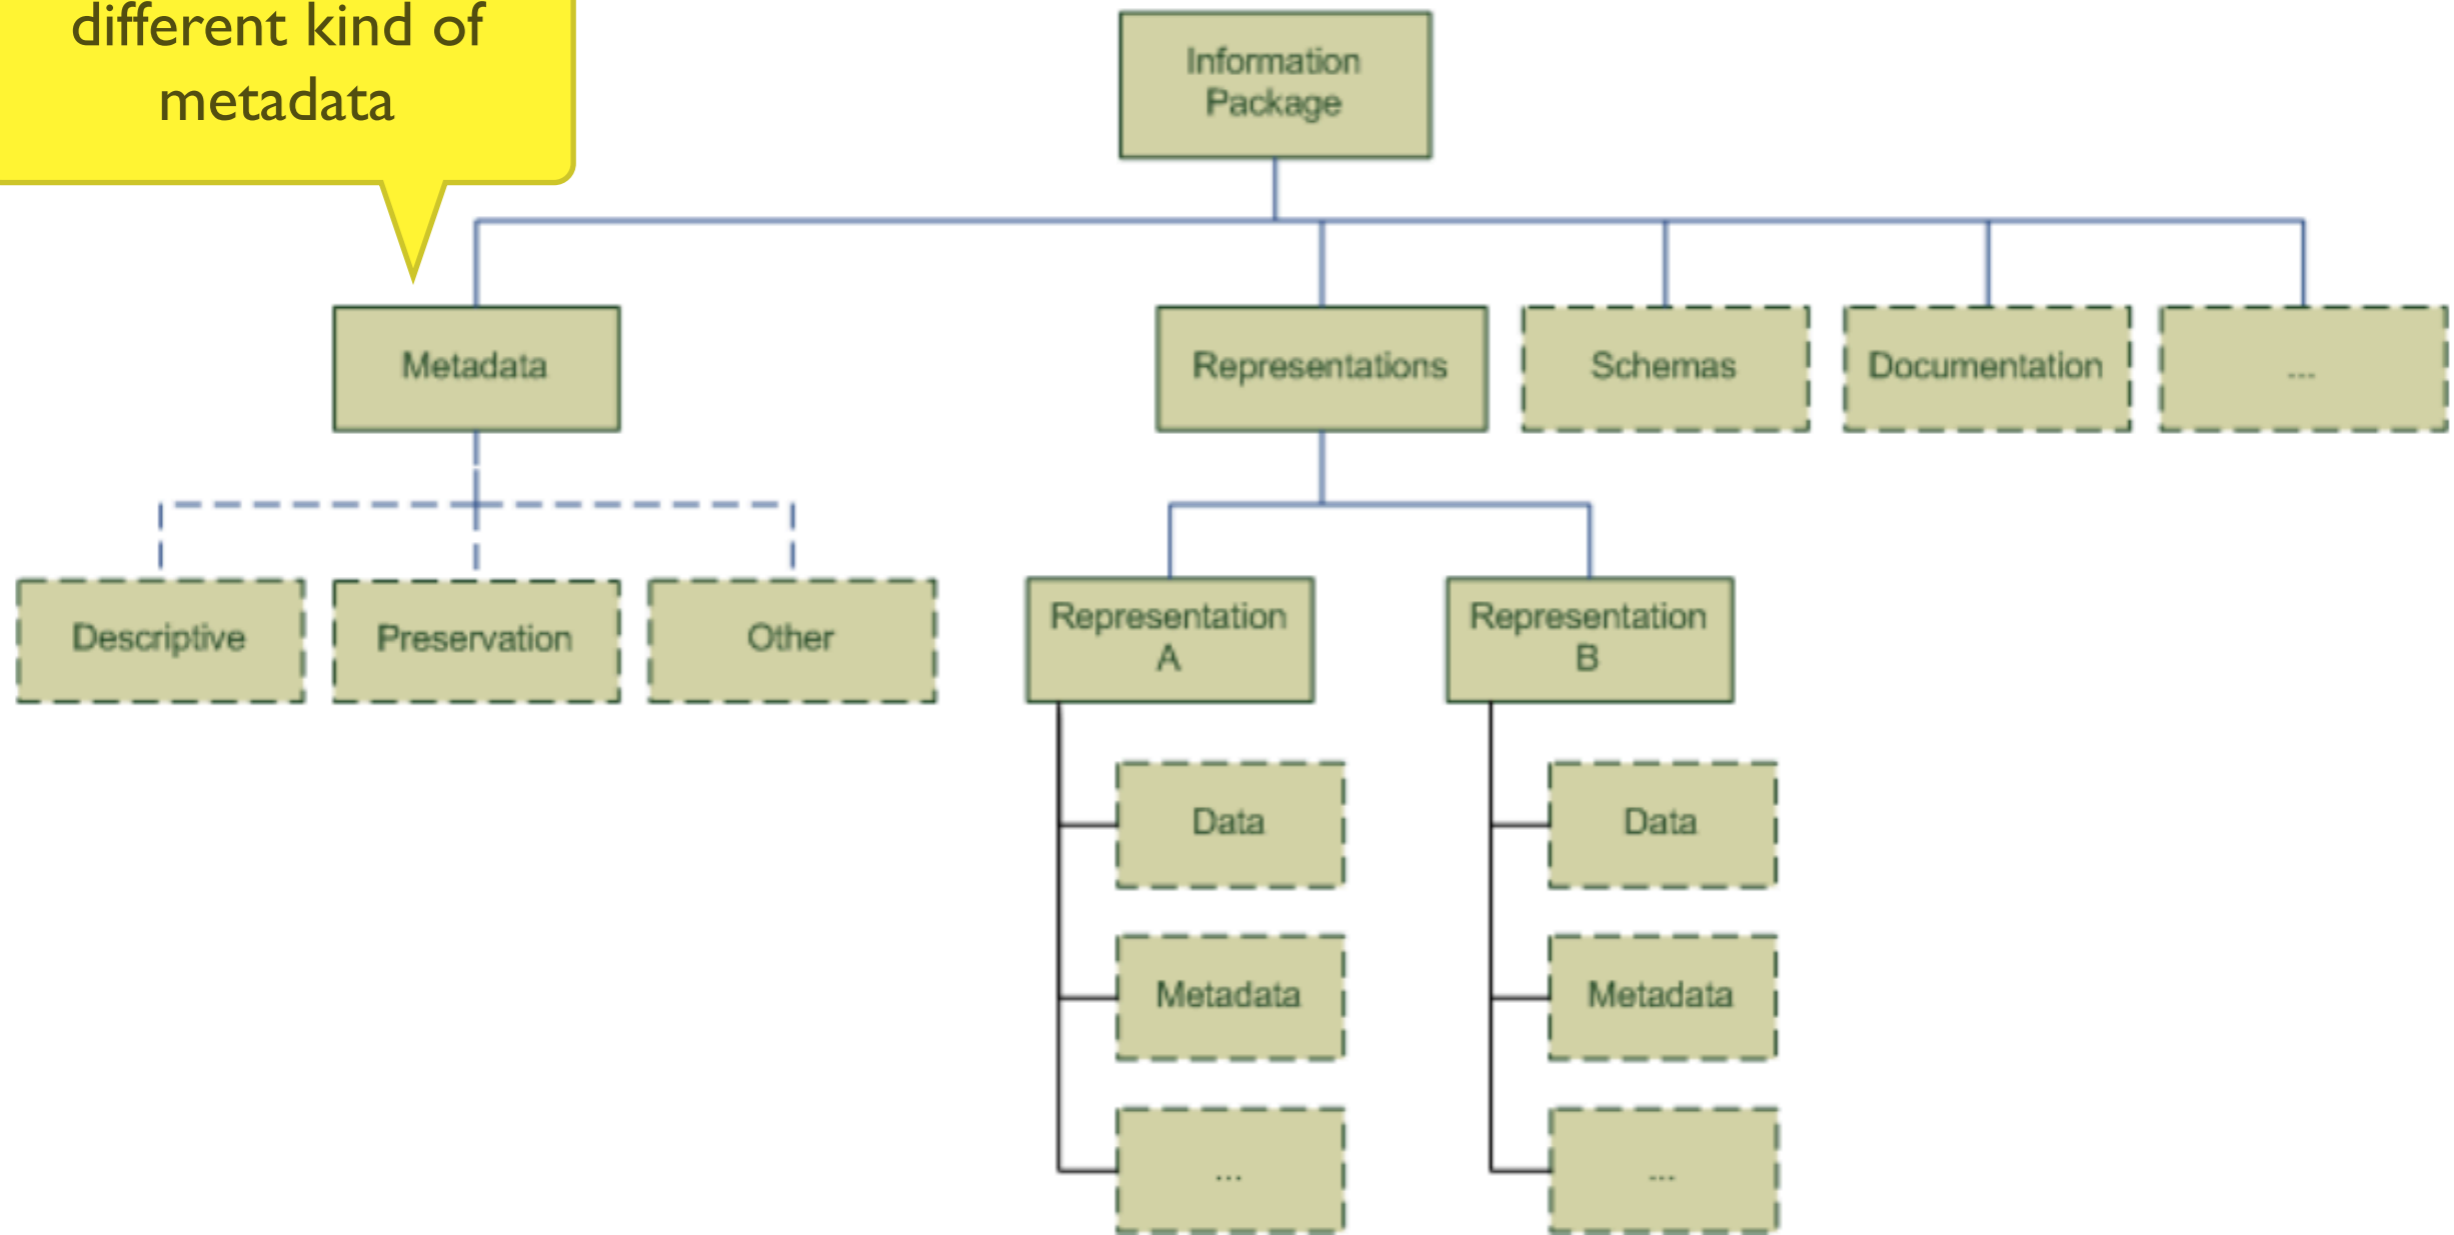 different kind of
metadata
Information
Package
Metadata
Representations
Schemas
Documentation
...
Descriptive
Preservation
Other
Representation
A
Representation
B
Data
Data
Metadata
Metadata
...
...